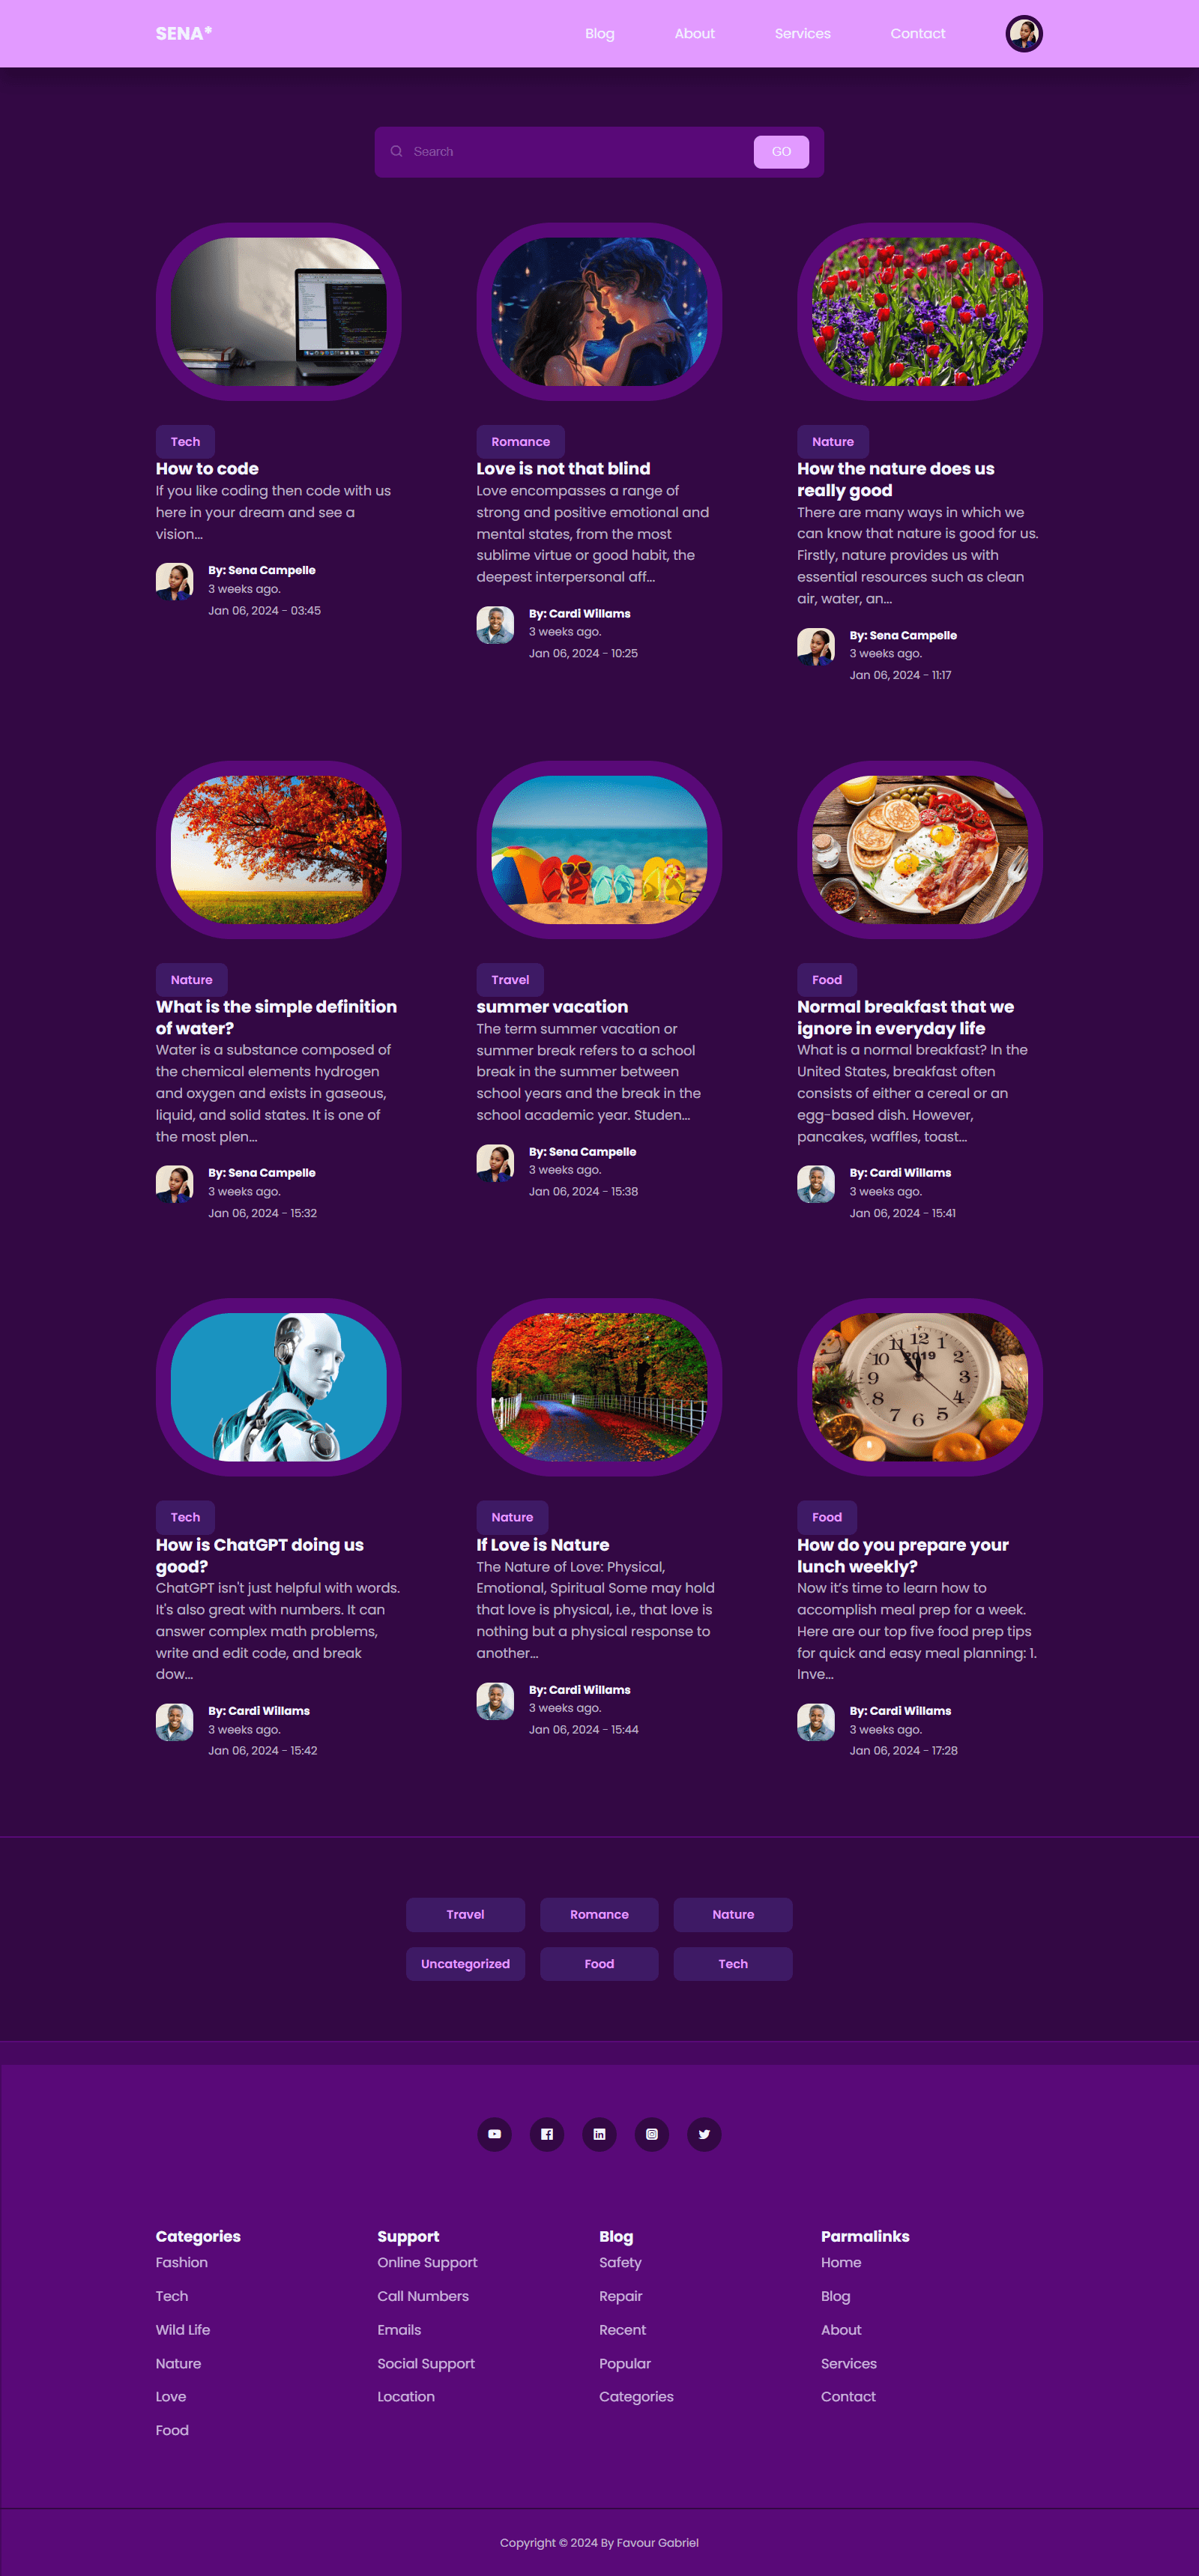 SENA*
Blog
About
Services
Contact
Search
GO
Tech
How to code
If you like coding then code with us
here in your dream and see a
vision...
By: Sena Campelle
3 weeks ago.
Jan 06, 2024 - 03:45
Romance
Love is not that blind
Love encompasses a range of
strong and positive emotional and
mental states, from the most
sublime virtue or good habit, the
deepest interpersonal aff...
By: Cardi Willams
3 weeks ago.
Jan 06, 2024 - 10:25
Nature
How the nature does us
really good
There are many ways in which we
can know that nature is good for us.
Firstly, nature provides us with
essential resources such as clean
air, water, an...
By: Sena Campelle
3 weeks ago.
Jan 06, 2024 - 11:17
Nature
What is the simple definition
of water?
Water is a substance composed of
the chemical elements hydrogen
and oxygen and exists in gaseous,
liquid, and solid states. It is one of
the most plen...
By: Sena Campelle
3 weeks ago.
Jan 06, 2024 - 15:32
Travel
summer vacation
The term summer vacation or
summer break refers to a school
break in the summer between
school years and the break in the
school academic year. Studen...
By: Sena Campelle
3 weeks ago.
Jan 06, 2024 - 15:38
Food
Normal breakfast that we
ignore in everyday life
What is a normal breakfast? In the
United States, breakfast often
consists of either a cereal or an
egg-based dish. However,
pancakes, waffles, toast...
By: Cardi Willams
3 weeks ago.
Jan 06, 2024 - 15:41
11 12 1
10 2019 2
9 3
8 4
7 6 5
Tech
How is ChatGPT doing us
good?
ChatGPT isn't just helpful with words.
It's also great with numbers. It can
answer complex math problems,
write and edit code, and break
dow...
By: Cardi Willams
3 weeks ago.
Jan 06, 2024 - 15:42
Nature
If Love is Nature
The Nature of Love: Physical,
Emotional, Spiritual Some may hold
that love is physical, i.e., that love is
nothing but a physical response to
another...
By: Cardi Willams
3 weeks ago.
Jan 06, 2024 - 15:44
Food
How do you prepare your
lunch weekly?
Now it's time to learn how to
accomplish meal prep for a week.
Here are our top five food prep tips
for quick and easy meal planning: 1.
Inve...
By: Cardi Willams
3 weeks ago.
Jan 06, 2024 - 17:28
Travel
Romance
Nature
Uncategorized
Food
Tech
Categories
Fashion
Tech
Wild Life
Nature
Love
Food
Support
Online Support
Call Numbers
Emails
Social Support
Location
Blog
Safety
Repair
Recent
Popular
Categories
Parmalinks
Home
Blog
About
Services
Contact
Copyright © 2024 By Favour Gabriel